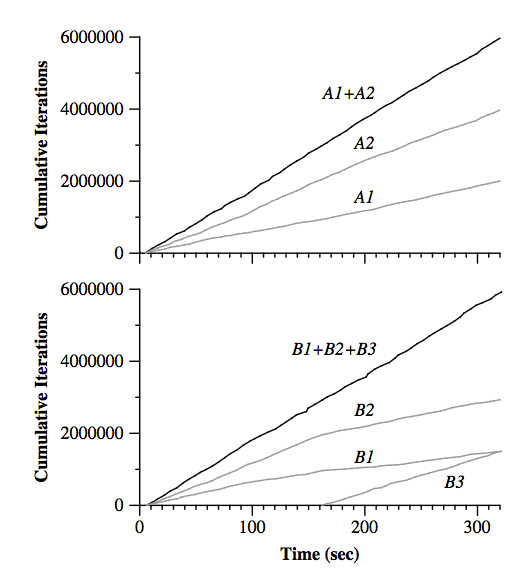 Cumulative Iterations
6000000
4000000
2000000
0
A1+A2
A2
A1
Cumulative Iterations
6000000
4000000
2000000
0
B1+B2+B3
B2
B1
B3
0 100 200 300
Time (sec)